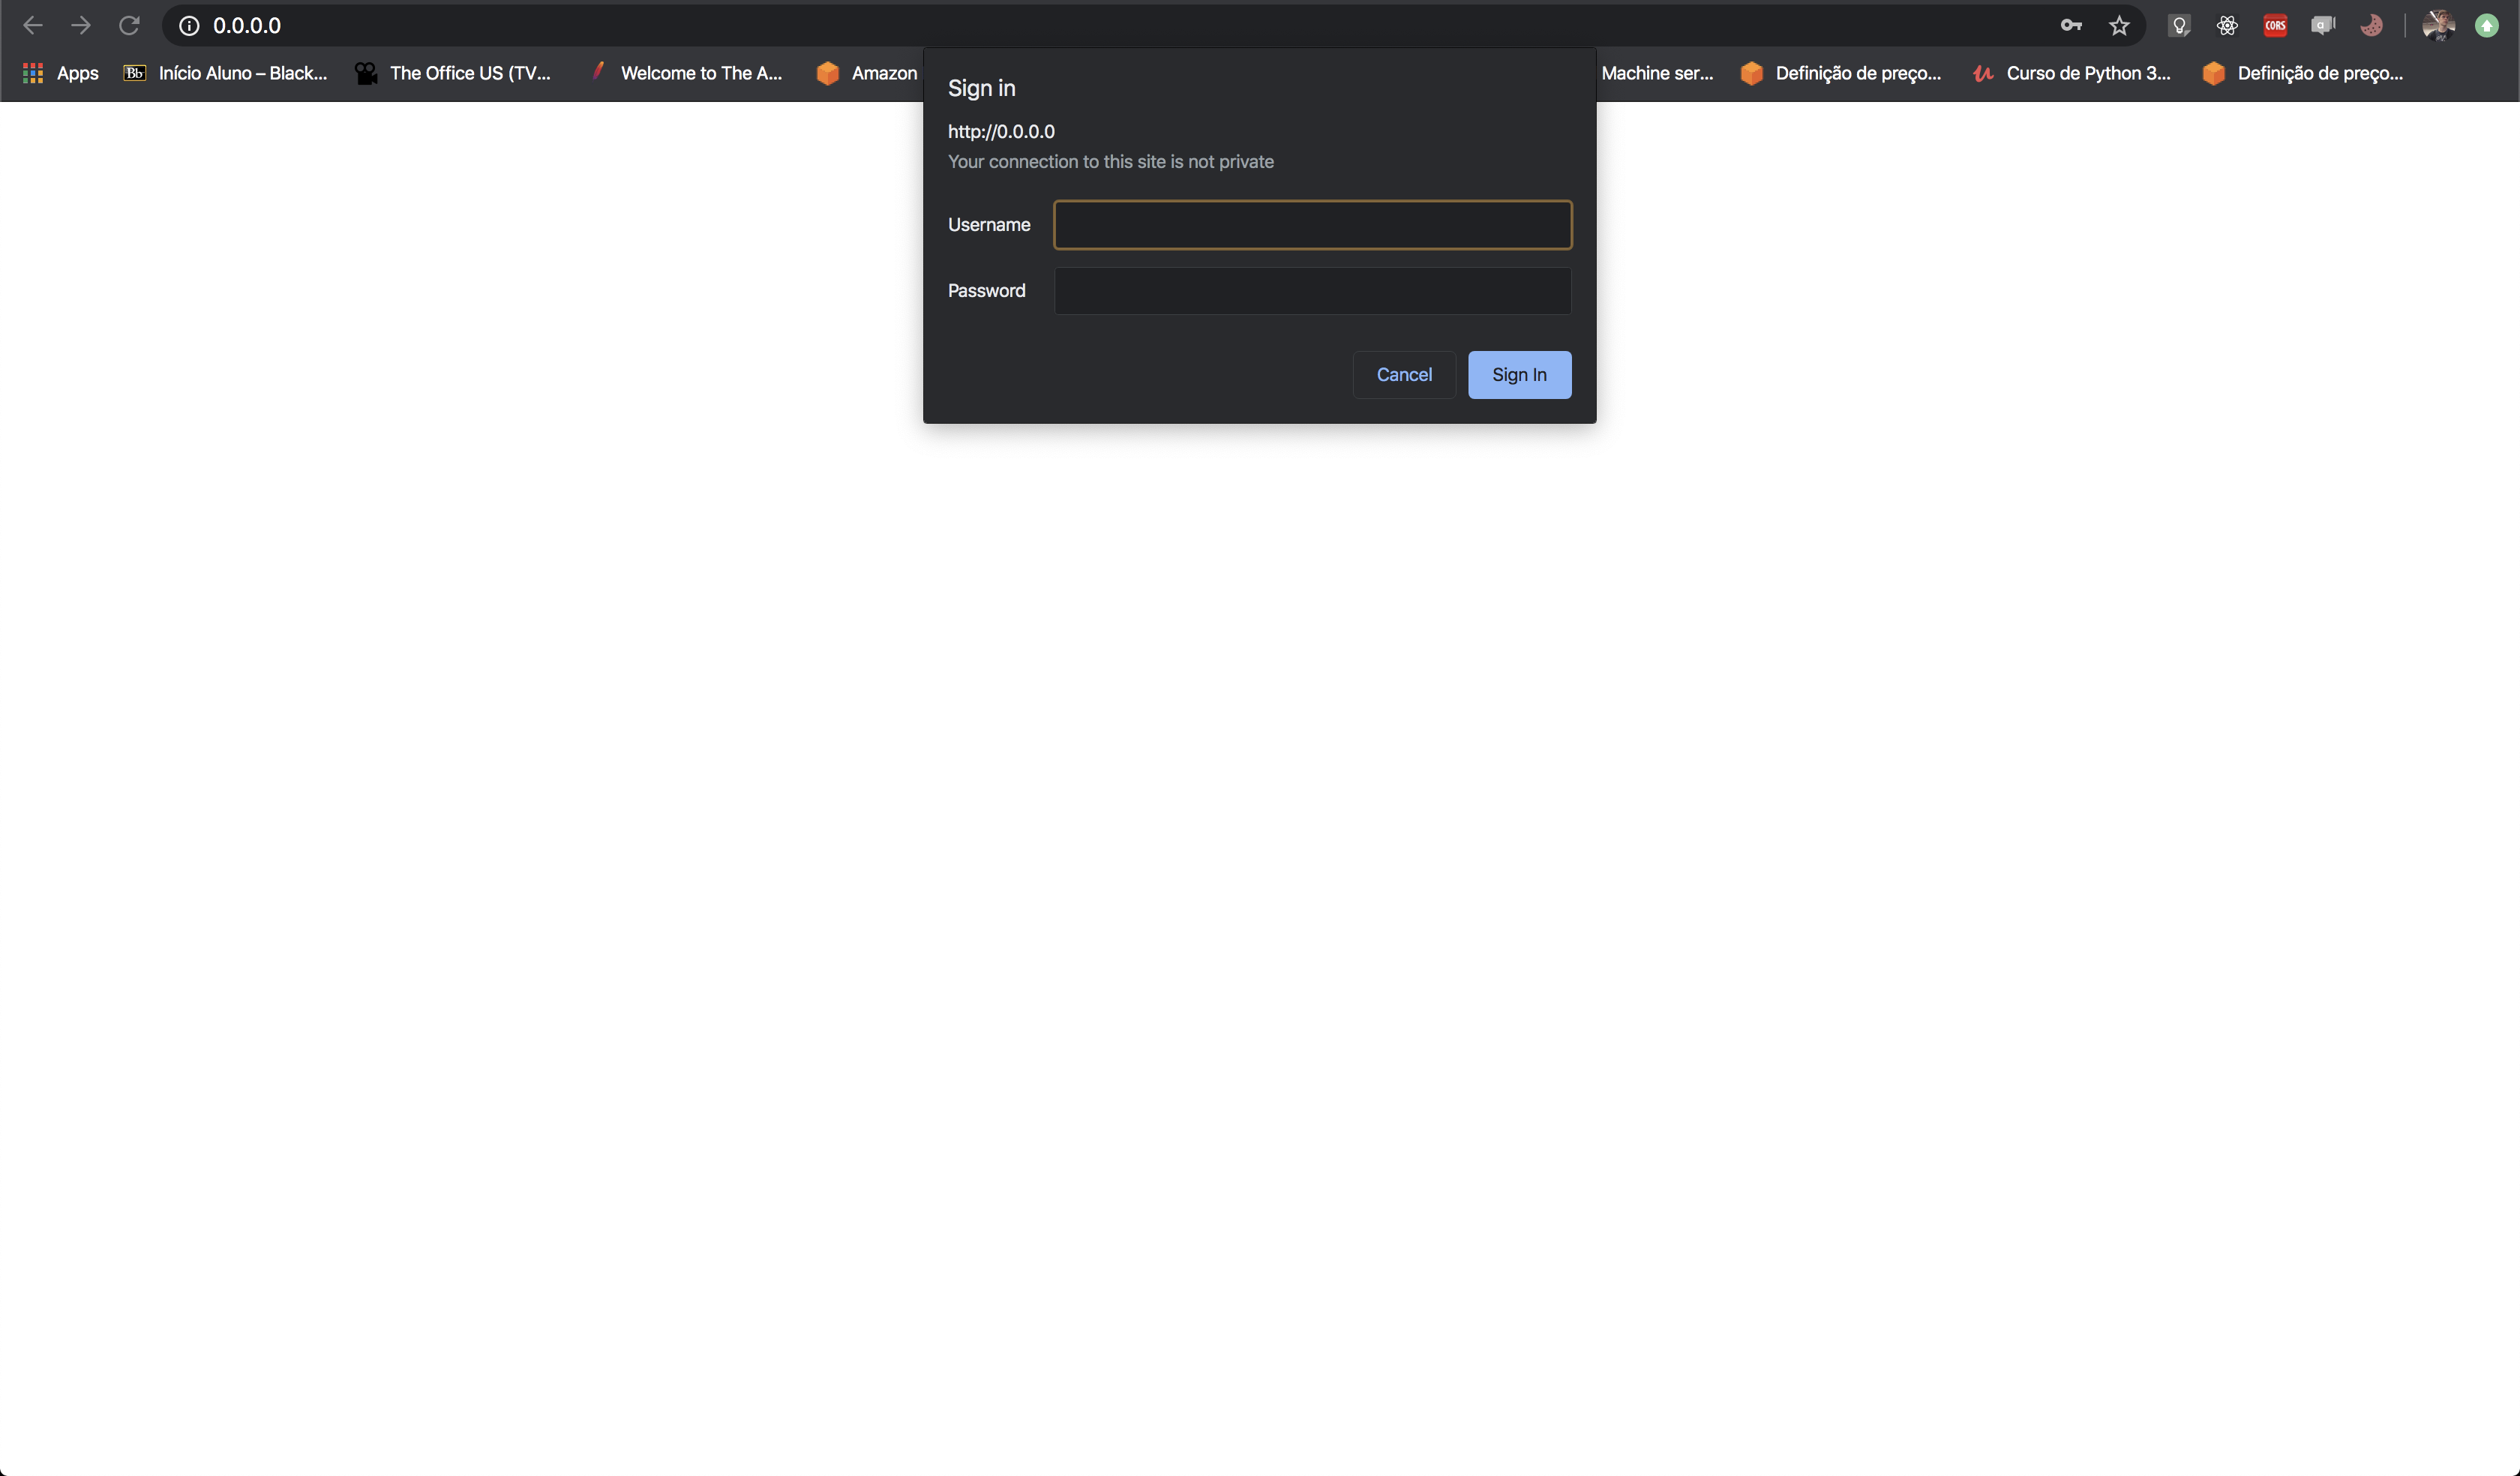 0.0.0.0
CORS
a
Apps
Bb Início Aluno – Black...
The Office US (TV...
Welcome to The A...
Amazon
Machine ser...
Definição de preço...
Curso de Python 3...
Definição de preço...
Sign in
http://0.0.0.0
Your connection to this site is not private
Username
Password
Cancel
Sign In